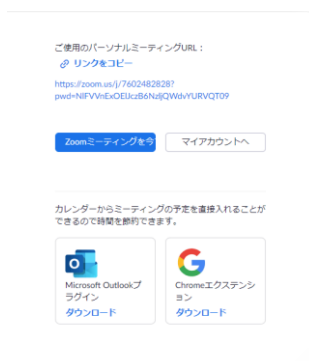 ご使用のパーソナルミーティングURL：
リンクをコピー
https://zoom.us/j/7602482828?
pwd=NlFVVnExOElJczB6NzljQWdvYURVQT09
Zoomミーティングを今
マイアカウントへ
カレンダーからミーティングの予定を直接入れることが
できるので時間を節約できます。
Microsoft Outlookプ
ラグイン
ダウンロード
Chromeエクステンシ
ョン
ダウンロード